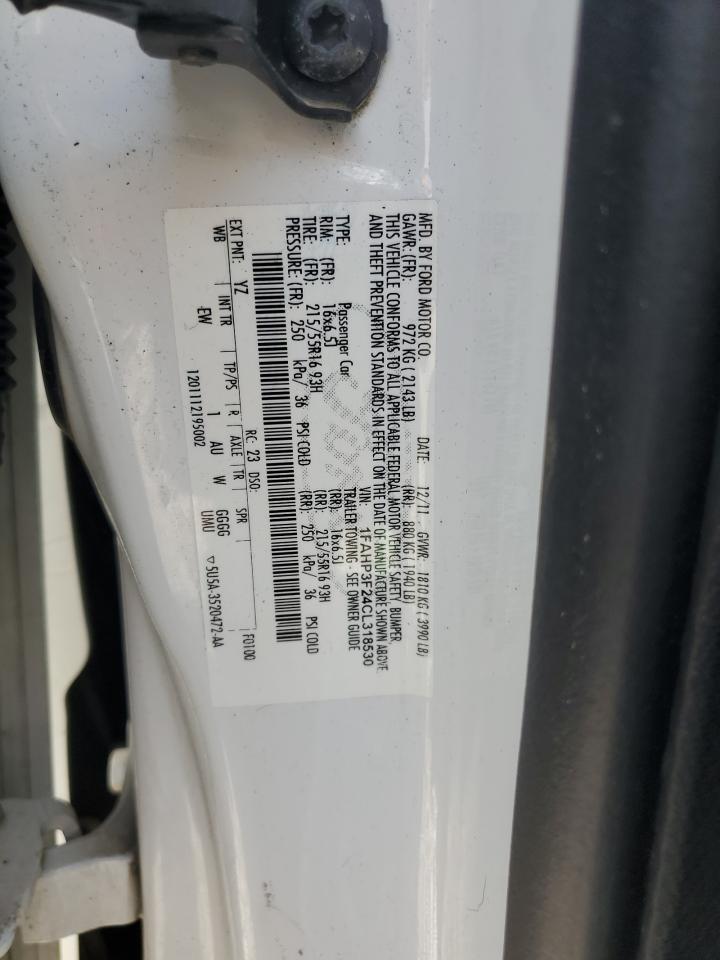 MFD. BY FORD MOTOR CO. DATE: 12/11 GVWR: 1810 KG ( 3990 LB)
GAWR: (FR): 972 KG ( 2143 LB) (RR): 880 KG ( 1940 LB)
THIS VEHICLE CONFORMS TO ALL APPLICABLE FEDERAL MOTOR VEHICLE SAFETY, BUMPER,
AND THEFT PREVENTION STANDARDS IN EFFECT ON THE DATE OF MANUFACTURE SHOWN ABOVE.
VIN: 1FAHP3F24CL318530
TYPE: Passenger Car TRAILER TOWING - SEE OWNER GUIDE
RIM: (FR): 16x6.5J (RR): 16x6.5J
TIRE: (FR): 215/55R16 93H (RR): 215/55R16 93H
PRESSURE: (FR): 250 kPa/ 36 PSI COLD (RR): 250 kPa/ 36 PSI COLD
RC: 23 DSO: F0100
EXT PNT: YZ
WB INT TR TP/PS R AXLE TR SPR
-EW 1 AU W GGGG
UMU
1201112195002 ▽5U5A-3520472-AA